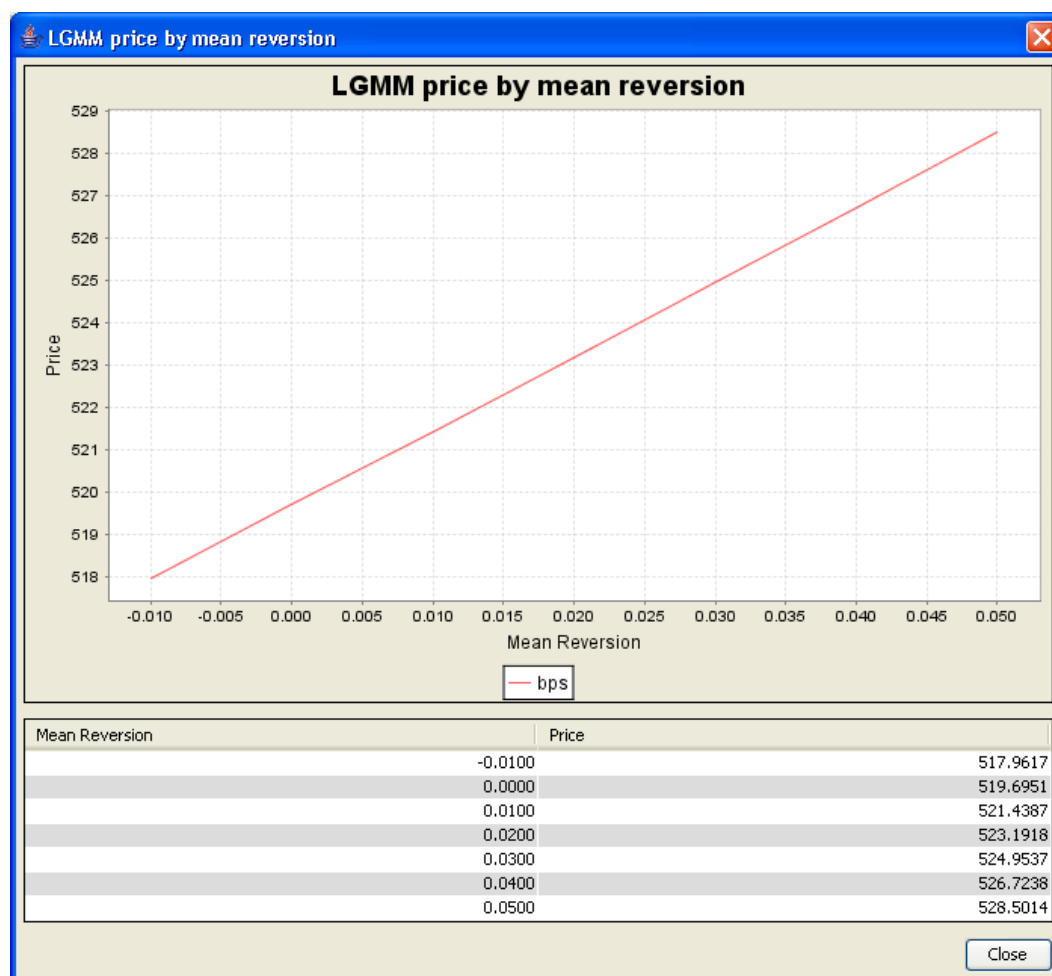 LGMM price by mean reversion
LGMM price by mean reversion
529
528
527
526
525
524
523
522
521
520
519
518
Price
-0.010 -0.005 0.000 0.005 0.010 0.015 0.020 0.025 0.030 0.035 0.040 0.045 0.050
Mean Reversion
bps
Mean Reversion Price
-0.0100 517.9617
0.0000 519.6951
0.0100 521.4387
0.0200 523.1918
0.0300 524.9537
0.0400 526.7238
0.0500 528.5014
Close